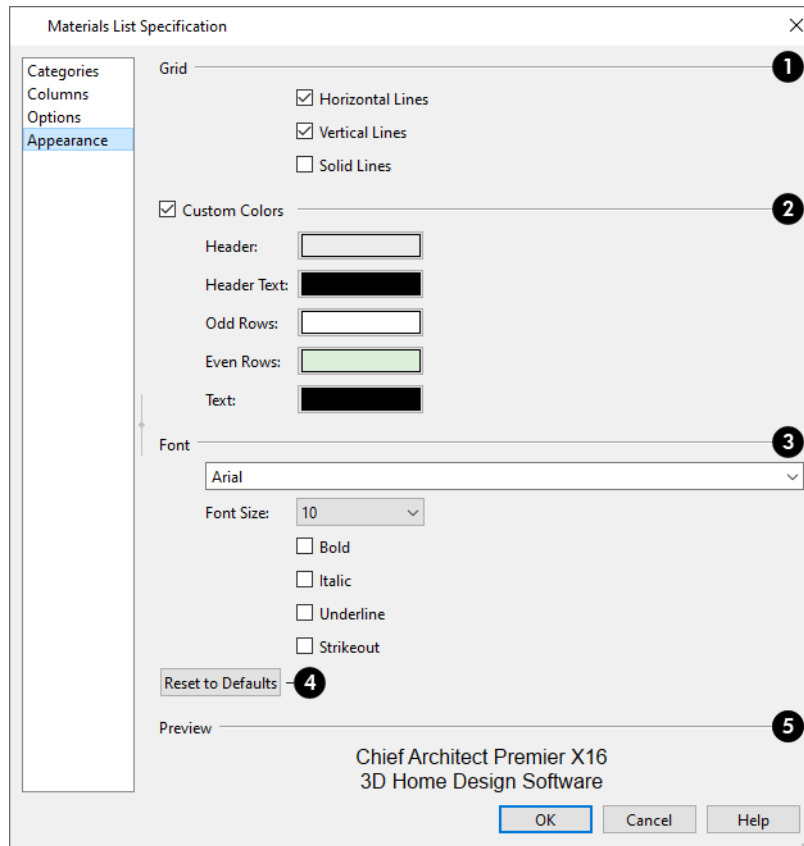 Materials List Specification
Categories
Columns
Options
Appearance
Grid
1
Horizontal Lines
Vertical Lines
Solid Lines
Custom Colors
2
Header:
Header Text:
Odd Rows:
Even Rows:
Text:
Font
3
Arial
Font Size: 10
Bold
Italic
Underline
Strikeout
Reset to Defaults
4
Preview
5
Chief Architect Premier X16
3D Home Design Software
OK Cancel Help